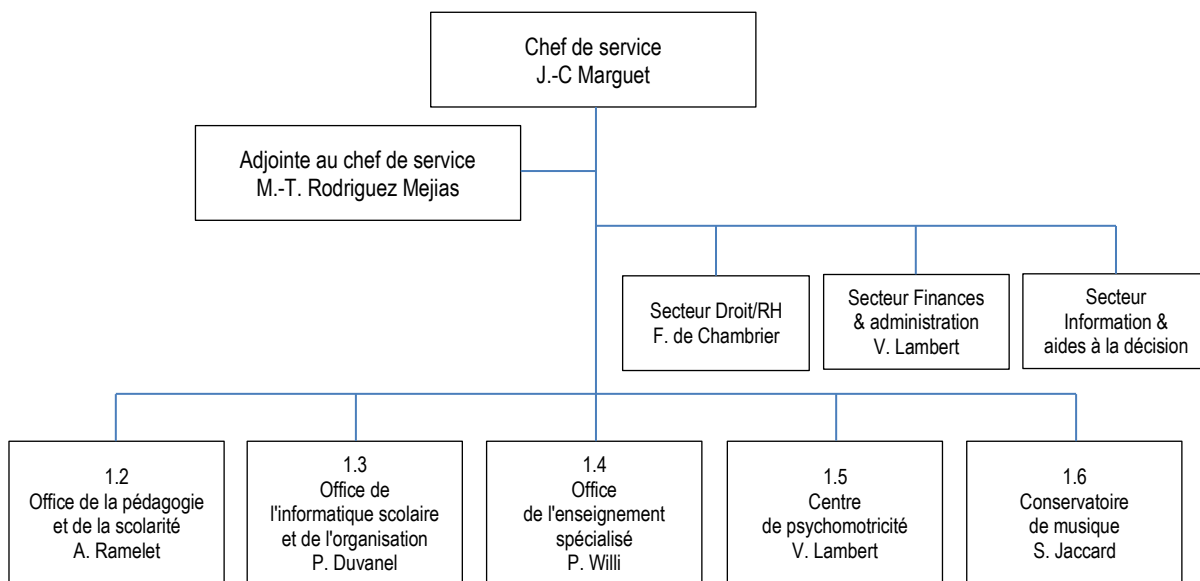 Chef de service
J.-C Marguet
Adjointe au chef de service
M.-T. Rodriguez Mejias
Secteur Droit/RH
F. de Chambrier
Secteur Finances
& administration
V. Lambert
Secteur
Information &
aides à la décision
1.2
Office de la pédagogie
et de la scolarité
A. Ramelet
1.3
Office de
l'informatique scolaire
et de l'organisation
P. Duvanel
1.4
Office
de l'enseignement
spécialisé
P. Willi
1.5
Centre
de psychomotricité
V. Lambert
1.6
Conservatoire
de musique
S. Jaccard